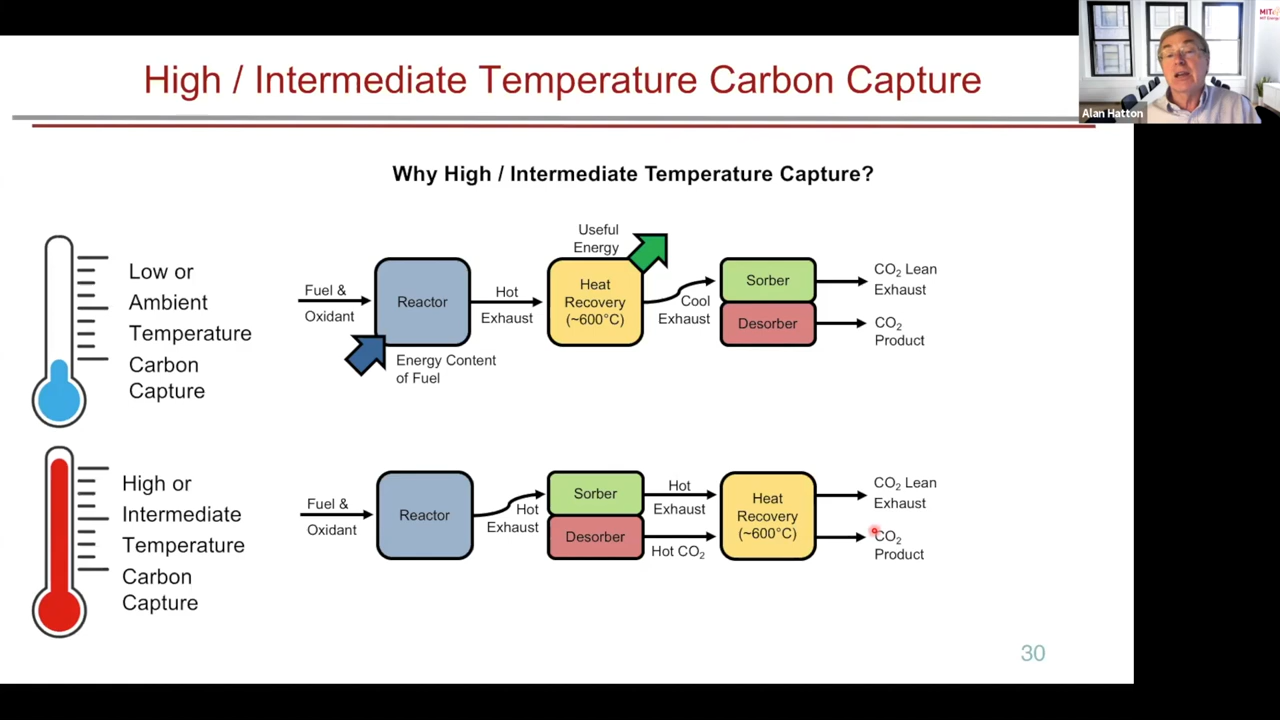 High / Intermediate Temperature Carbon Capture
MIT
MIT Energy
Alan Hatton
Why High / Intermediate Temperature Capture?
Low or
Ambient
Temperature
Carbon
Capture
Fuel &
Oxidant
Reactor
Energy Content
of Fuel
Hot
Exhaust
Useful
Energy
Heat
Recovery
(~600°C)
Cool
Exhaust
Sorber
Desorber
CO₂ Lean
Exhaust
CO₂
Product
High or
Intermediate
Temperature
Carbon
Capture
Fuel &
Oxidant
Reactor
Hot
Exhaust
Sorber
Desorber
Hot
Exhaust
Hot CO₂
Heat
Recovery
(~600°C)
CO₂ Lean
Exhaust
CO₂
Product
30